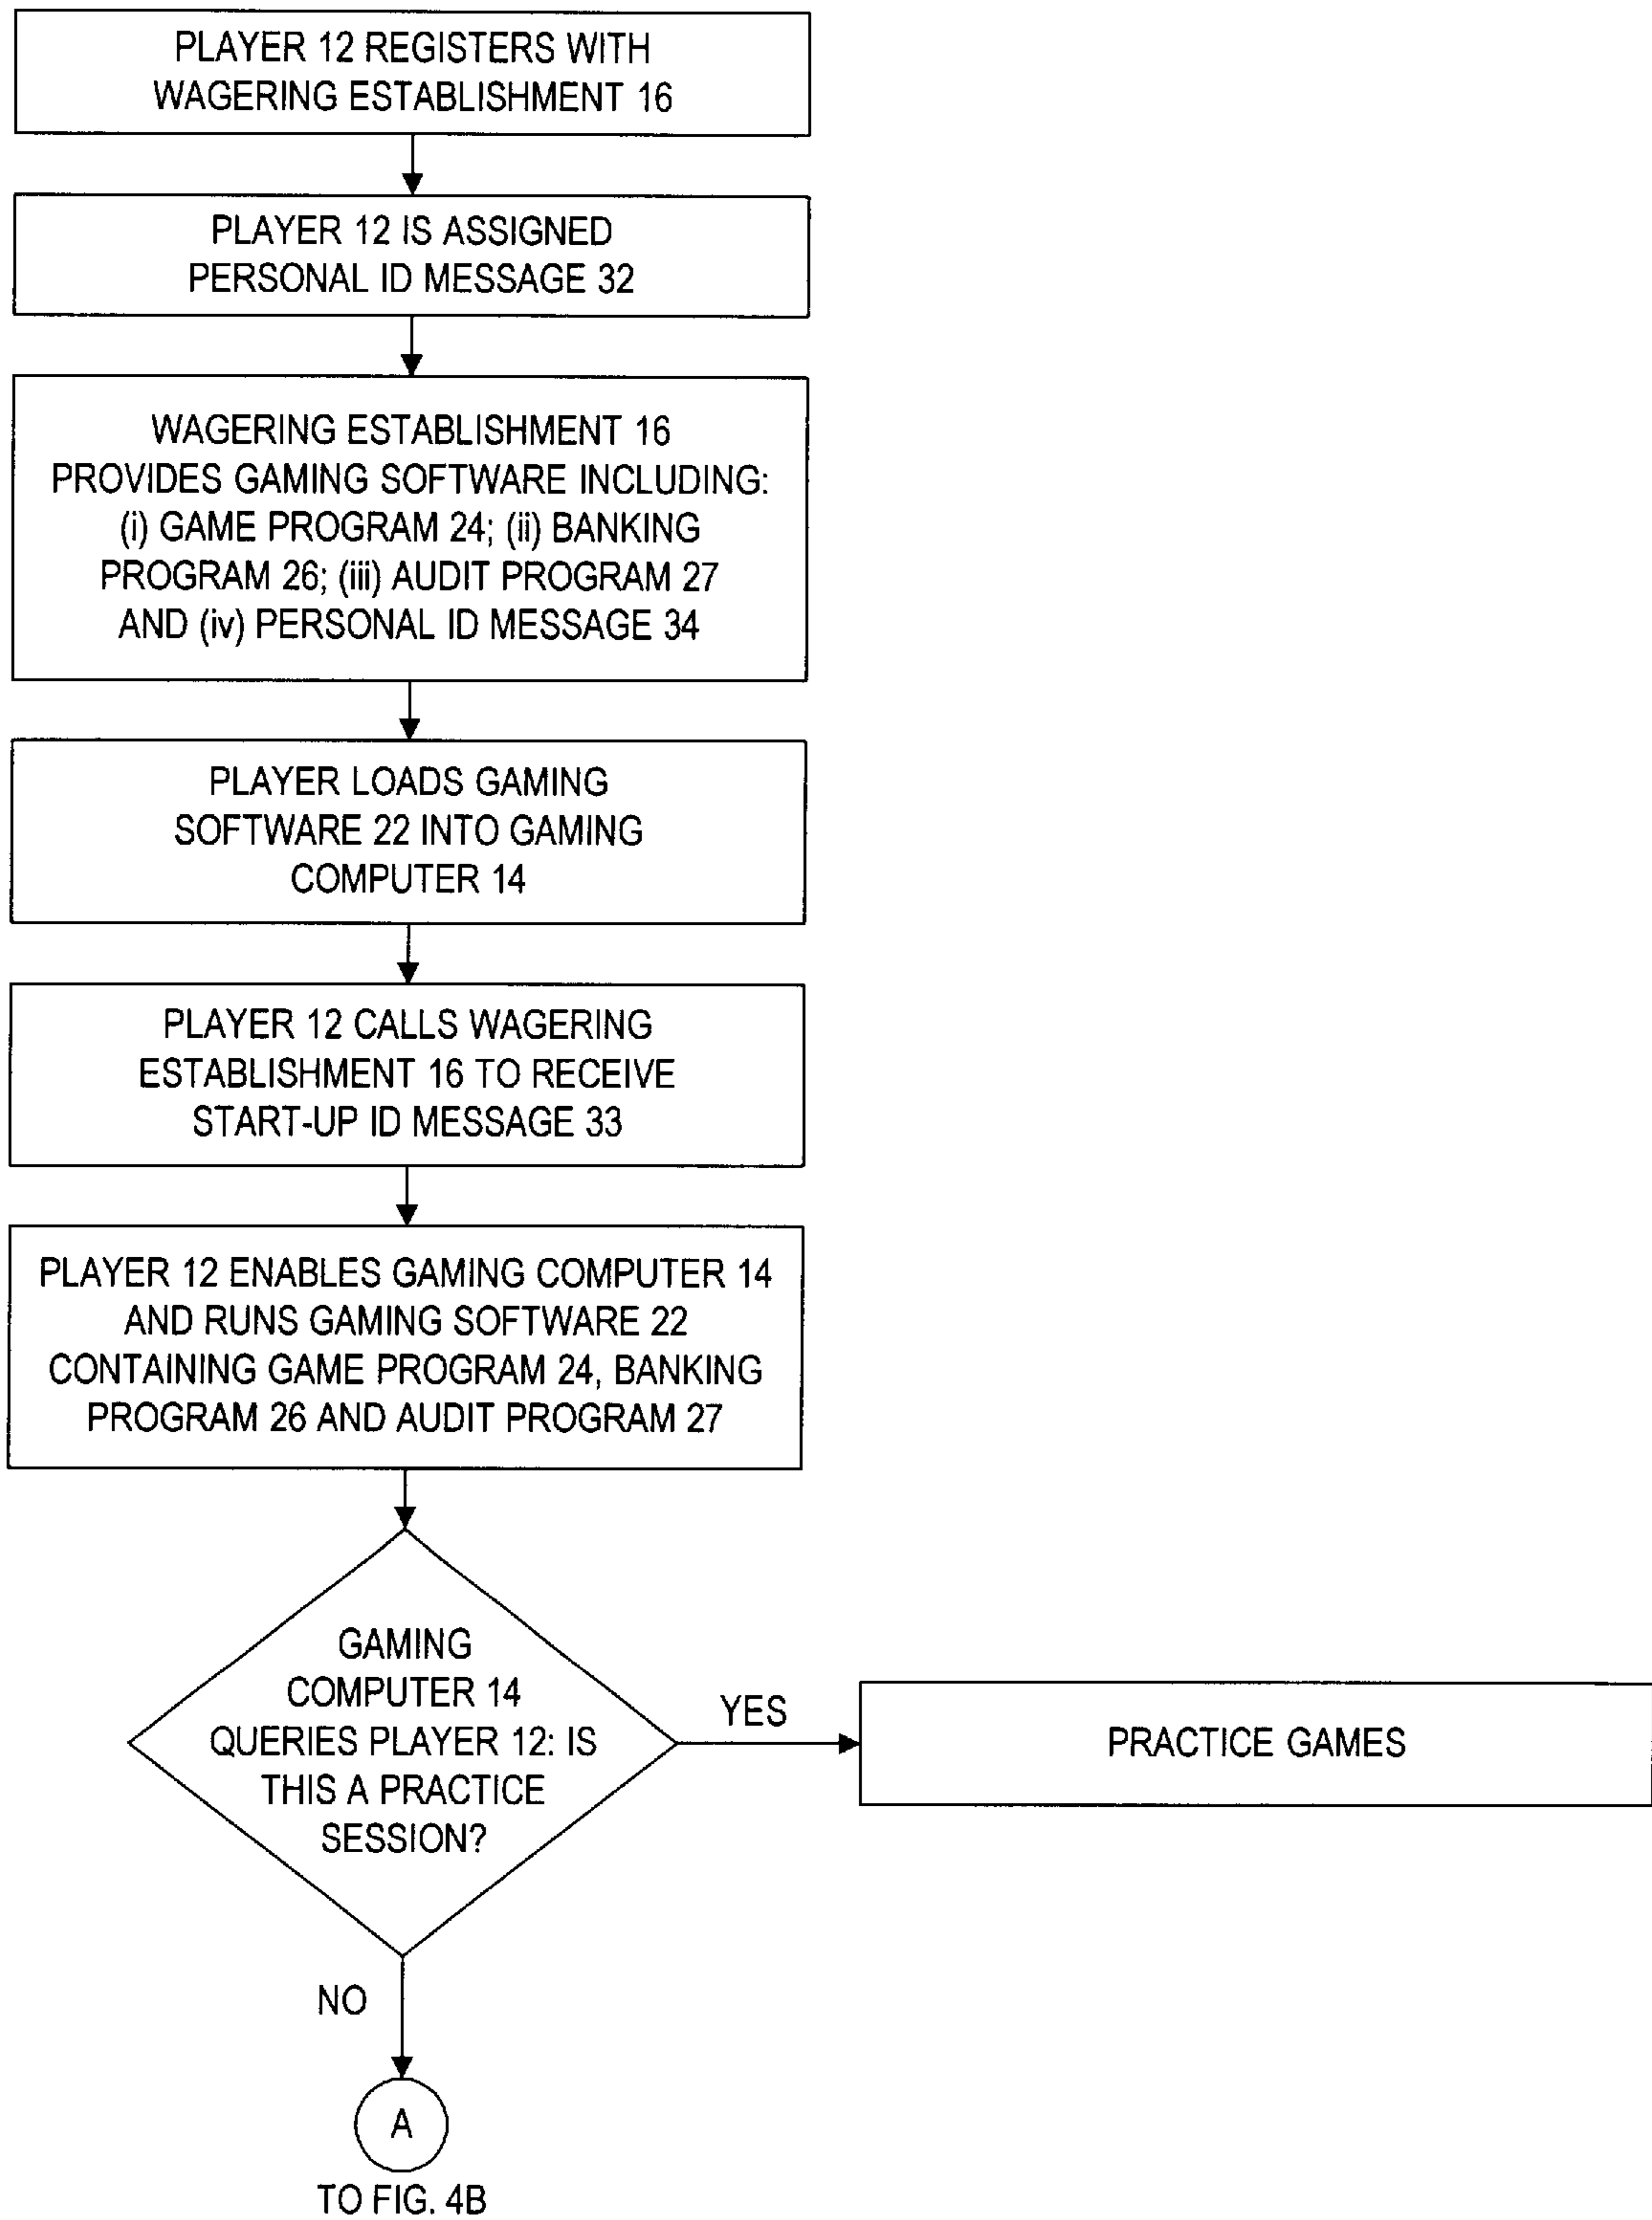 PLAYER 12 REGISTERS WITH
WAGERING ESTABLISHMENT 16
PLAYER 12 IS ASSIGNED
PERSONAL ID MESSAGE 32
WAGERING ESTABLISHMENT 16
PROVIDES GAMING SOFTWARE INCLUDING:
(i) GAME PROGRAM 24; (ii) BANKING
PROGRAM 26; (iii) AUDIT PROGRAM 27
AND (iv) PERSONAL ID MESSAGE 34
PLAYER LOADS GAMING
SOFTWARE 22 INTO GAMING
COMPUTER 14
PLAYER 12 CALLS WAGERING
ESTABLISHMENT 16 TO RECEIVE
START-UP ID MESSAGE 33
PLAYER 12 ENABLES GAMING COMPUTER 14
AND RUNS GAMING SOFTWARE 22
CONTAINING GAME PROGRAM 24, BANKING
PROGRAM 26 AND AUDIT PROGRAM 27
GAMING
COMPUTER 14
QUERIES PLAYER 12: IS
THIS A PRACTICE
SESSION?
YES
PRACTICE GAMES
NO
A
TO FIG. 4B